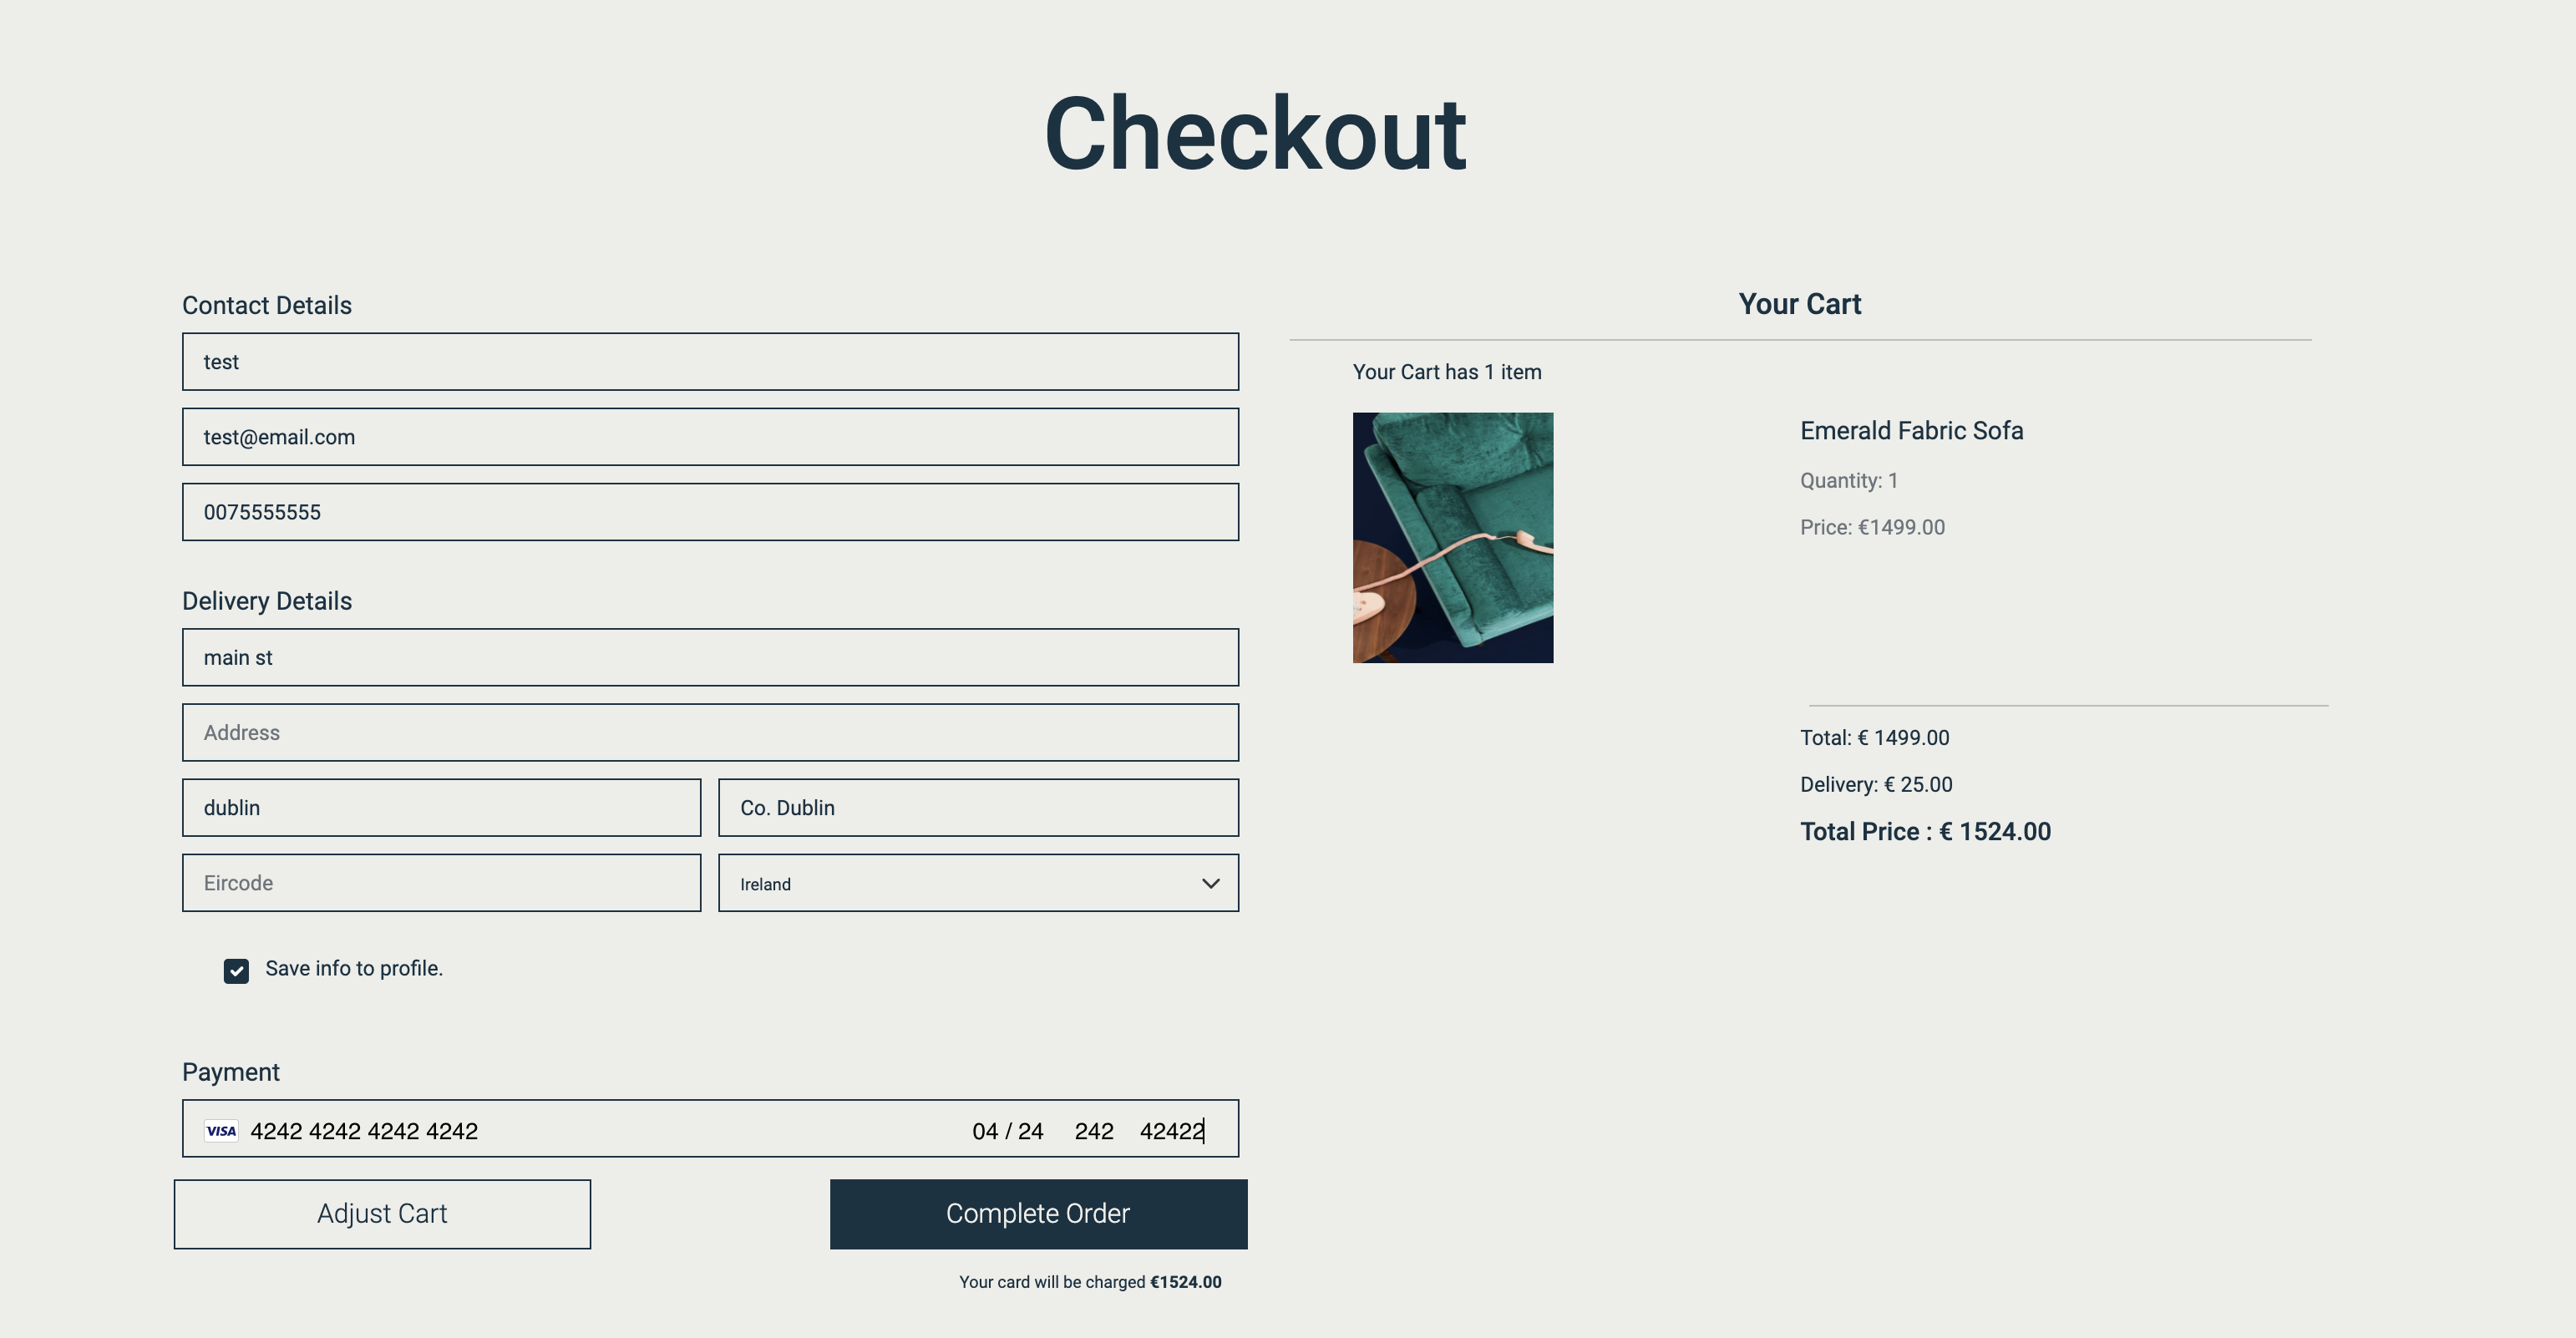 Checkout
Contact Details
test
test@email.com
0075555555
Delivery Details
main st
Address
dublin
Co. Dublin
Eircode
Ireland
Save info to profile.
Payment
VISA 4242 4242 4242 4242 04 / 24 242 42422
Adjust Cart
Complete Order
Your card will be charged €1524.00
Your Cart
Your Cart has 1 item
Emerald Fabric Sofa
Quantity: 1
Price: €1499.00
Total: € 1499.00
Delivery: € 25.00
Total Price : € 1524.00